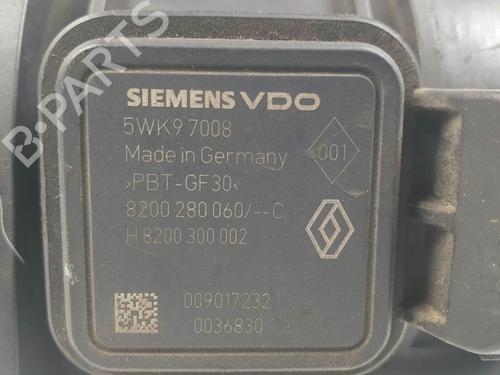 B-PARTS
SIEMENS VDO
5WK9 7008
Made in Germany
001
›PBT-GF30‹
8200 280 060/--C
H 8200 300 002
009017232
0036830